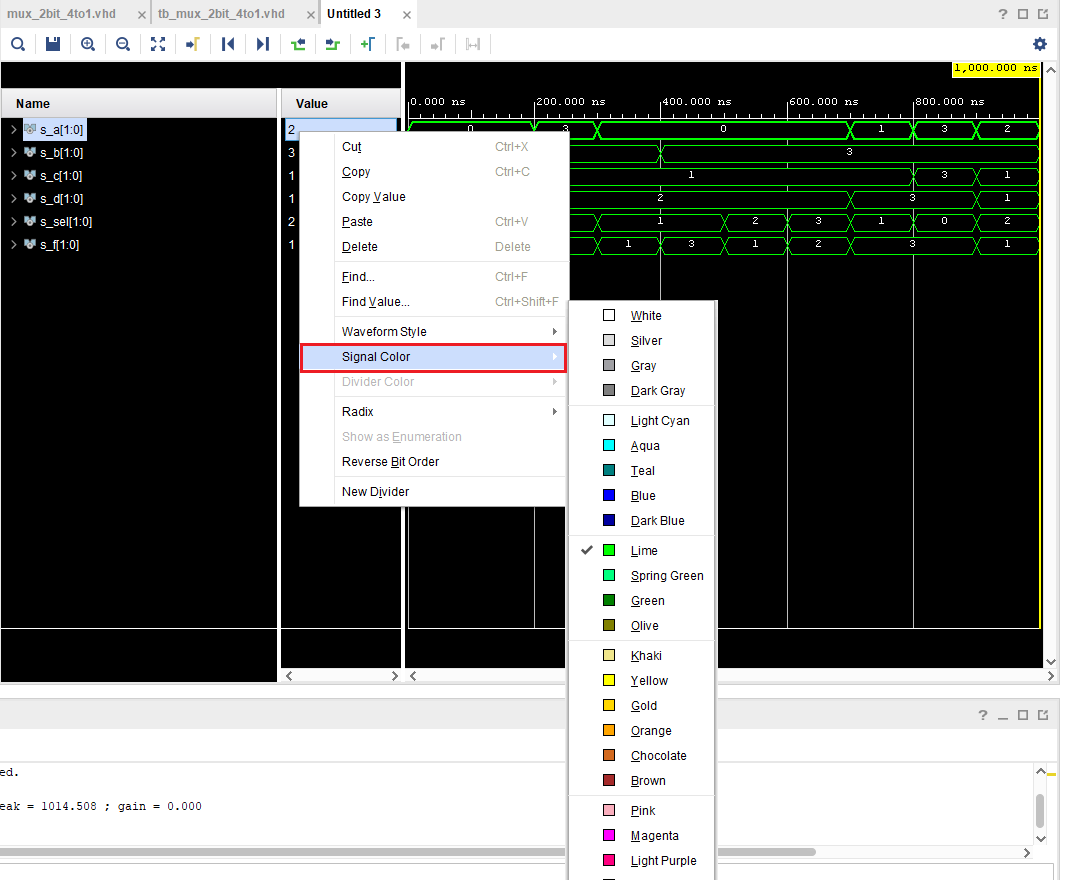 mux_2bit_4to1.vhd × tb_mux_2bit_4to1.vhd × Untitled 3 × ?
1,000.000 ns
Name Value 0.000 ns 200.000 ns 400.000 ns 600.000 ns 800.000 ns
s_a[1:0] 2 0 3 0 1 3 2
s_b[1:0] 3 3
s_c[1:0] 1 1 3 1
s_d[1:0] 1 2 3 1
s_sel[1:0] 2 1 2 3 1 0 2
s_f[1:0] 1 1 3 1 2 3 1
Cut Ctrl+X
Copy Ctrl+C
Copy Value
Paste Ctrl+V
Delete Delete
Find... Ctrl+F
Find Value... Ctrl+Shift+F
Waveform Style
Signal Color
Divider Color
Radix
Show as Enumeration
Reverse Bit Order
New Divider
White
Silver
Gray
Dark Gray
Light Cyan
Aqua
Teal
Blue
Dark Blue
Lime
Spring Green
Green
Olive
Khaki
Yellow
Gold
Orange
Chocolate
Brown
Pink
Magenta
Light Purple
?
ed.
eak = 1014.508 ; gain = 0.000